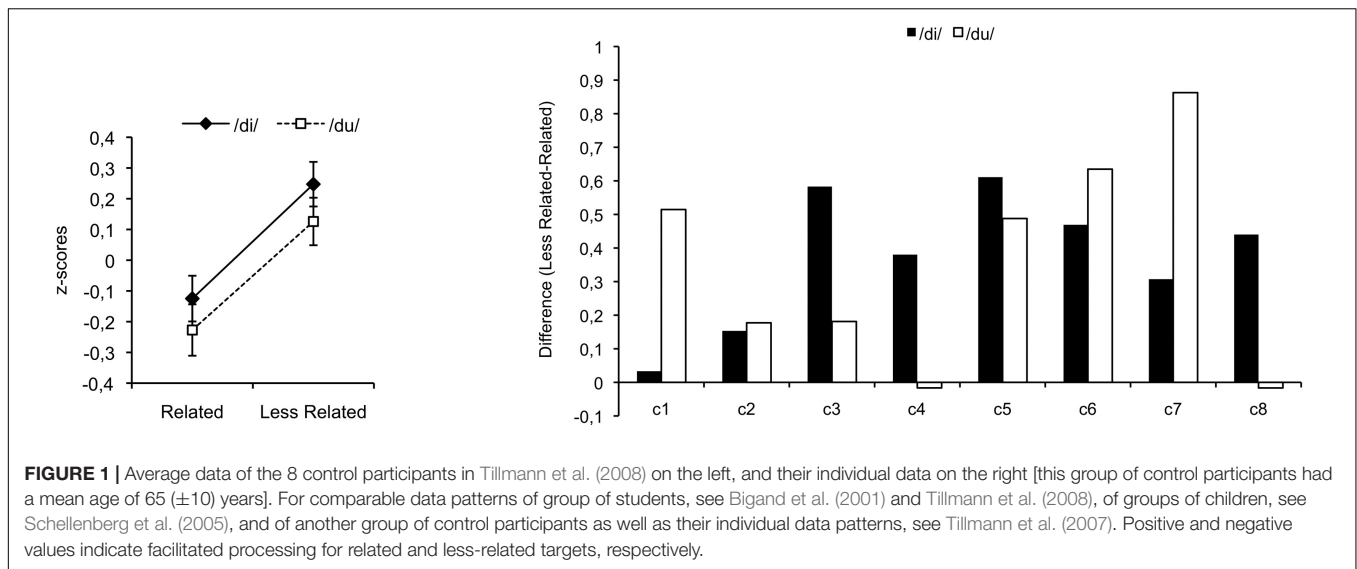 /di/ /du/
0,4
0,3
0,2
0,1
0
-0,1
-0,2
-0,3
-0,4
z-scores
Related Less Related
/di/ /du/
1
0,9
0,8
0,7
0,6
0,5
0,4
0,3
0,2
0,1
0
-0,1
Difference (Less Related-Related)
c1 c2 c3 c4 c5 c6 c7 c8
FIGURE 1 | Average data of the 8 control participants in Tillmann et al. (2008) on the left, and their individual data on the right [this group of control participants had
a mean age of 65 (±10) years]. For comparable data patterns of group of students, see Bigand et al. (2001) and Tillmann et al. (2008), of groups of children, see
Schellenberg et al. (2005), and of another group of control participants as well as their individual data patterns, see Tillmann et al. (2007). Positive and negative
values indicate facilitated processing for related and less-related targets, respectively.